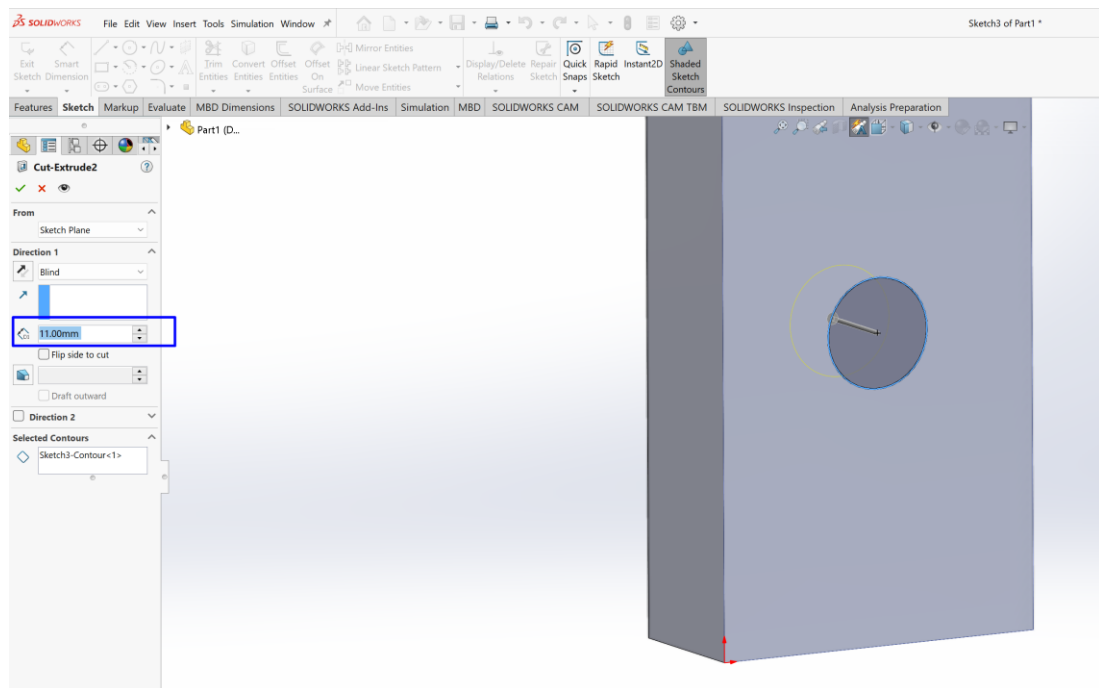 SOLIDWORKS File Edit View Insert Tools Simulation Window Sketch3 of Part1 *
Exit Sketch Smart Dimension Trim Entities Convert Entities Offset Entities Offset On Surface Mirror Entities Linear Sketch Pattern Move Entities Display/Delete Relations Repair Sketch Quick Snaps Rapid Sketch Instant2D Shaded Sketch Contours
Features Sketch Markup Evaluate MBD Dimensions SOLIDWORKS Add-Ins Simulation MBD SOLIDWORKS CAM SOLIDWORKS CAM TBM SOLIDWORKS Inspection Analysis Preparation
Part1 (D...
Cut-Extrude2
From
Sketch Plane
Direction 1
Blind
11.00mm
Flip side to cut
Draft outward
Direction 2
Selected Contours
Sketch3-Contour<1>